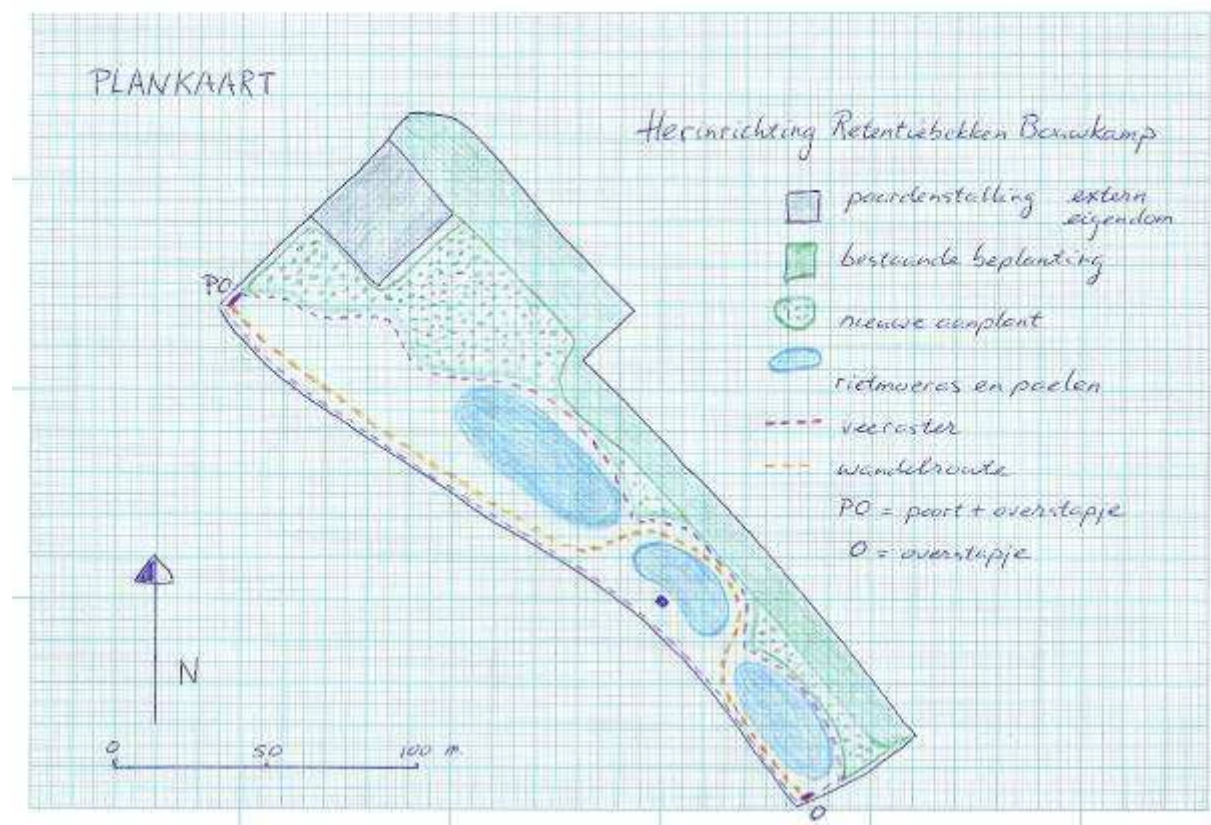 PLANKAART
Herinrichting Retentiebekken Bouwkamp
paardenstalling extern
eigendom
bestaande beplanting
nieuwe aanplant
rietmoeras en poelen
veeraster
wandelroute
PO = poort + overstapje
O = overstapje
PO
N
0 50 100 m
O